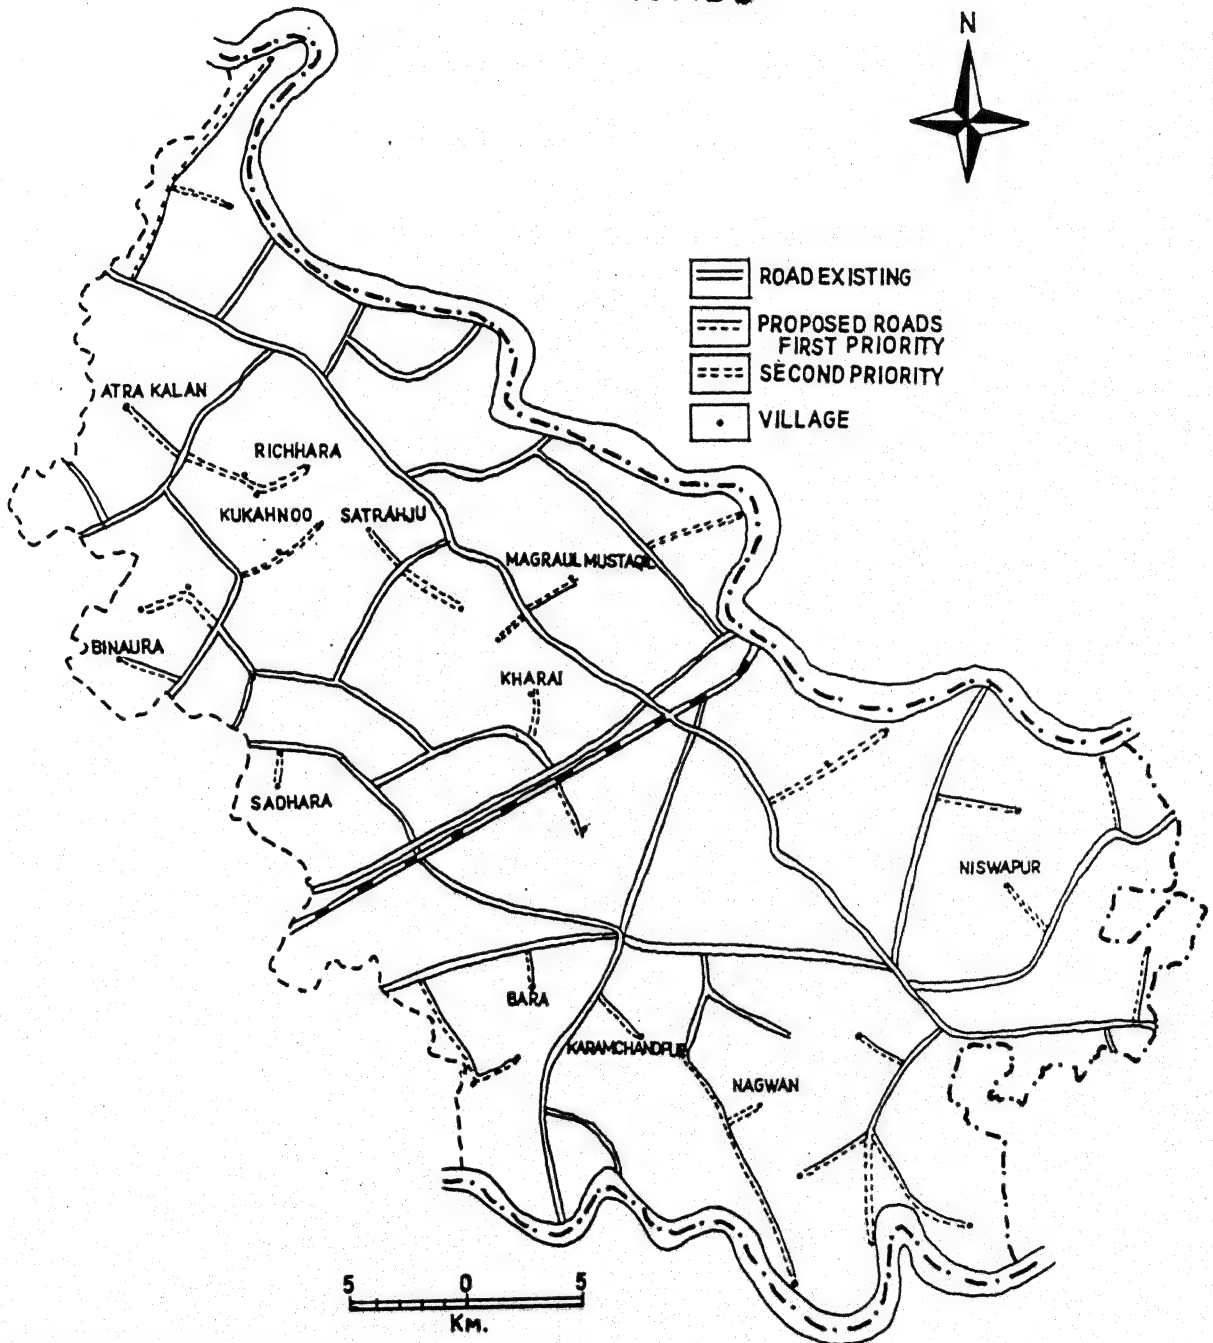 N
ROAD EXISTING
PROPOSED ROADS
FIRST PRIORITY
SECOND PRIORITY
VILLAGE
ATRA KALAN
RICHHARA
KUKAHNOO
SATRAHJU
MAGRAUL MUSTAQIL
BINAURA
KHARAI
SADHARA
NISWAPUR
BARA
KARAMCHANDPUR
NAGWAN
5 0 5
Km.